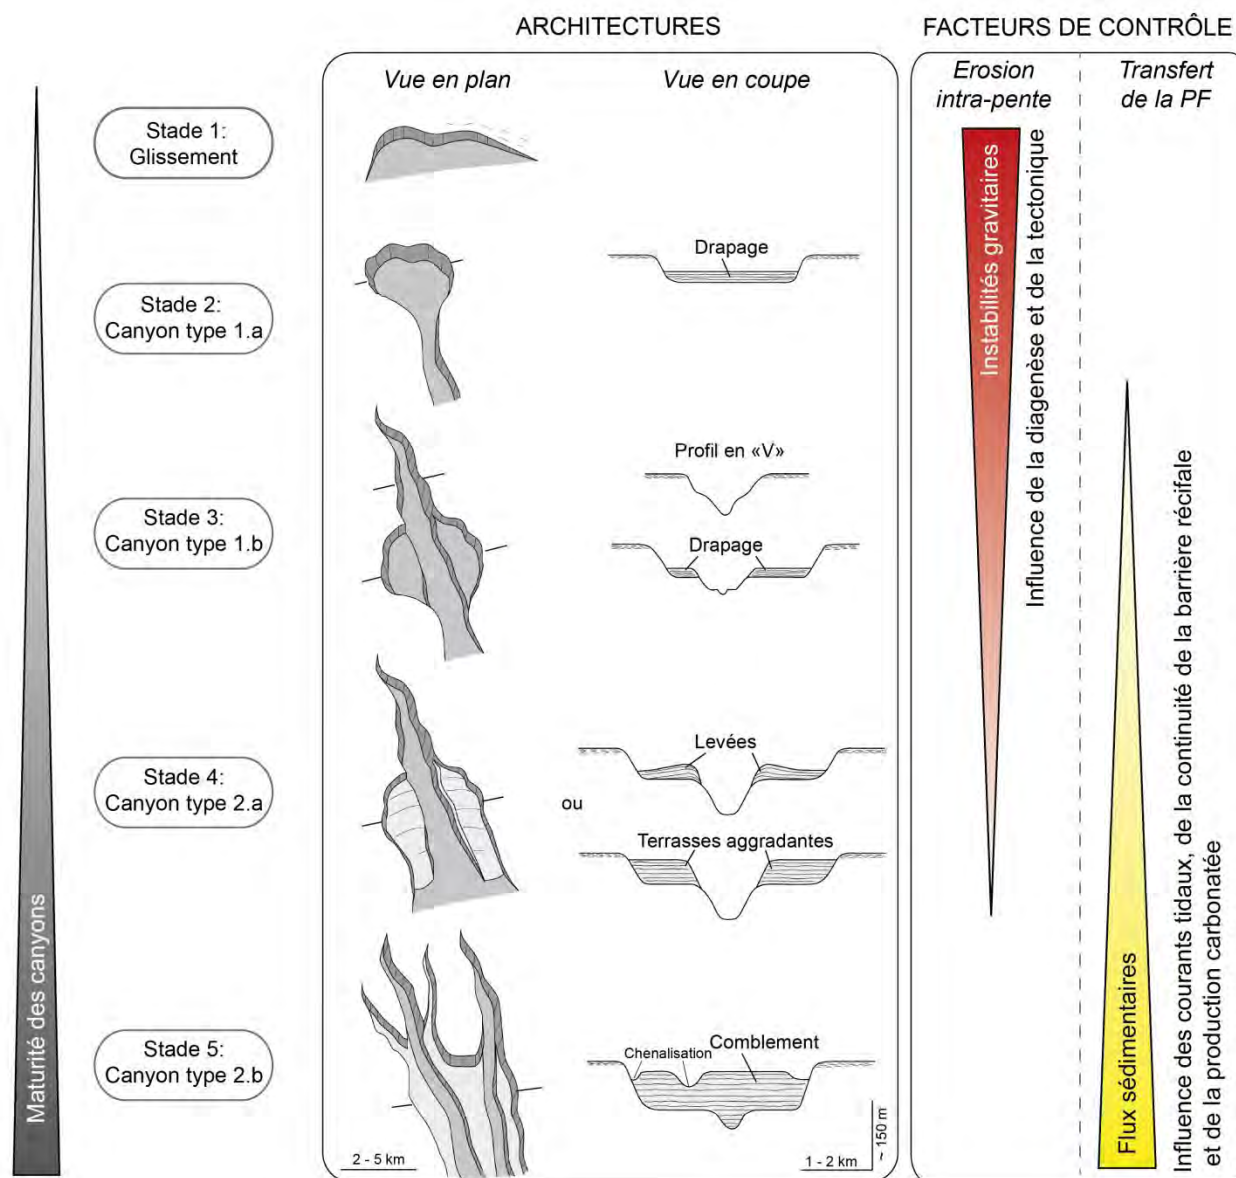 ARCHITECTURES
FACTEURS DE CONTRÔLE
Vue en plan
Vue en coupe
Erosion
intra-pente
Transfert
de la PF
Stade 1:
Glissement
Stade 2:
Canyon type 1.a
Drapage
Stade 3:
Canyon type 1.b
Profil en «V»
Drapage
Stade 4:
Canyon type 2.a
ou
Levées
Terrasses aggradantes
Stade 5:
Canyon type 2.b
Chenalisation
Comblement
2 - 5 km
1 - 2 km
~ 150 m
Maturité des canyons
Instabilités gravitaires
Influence de la diagenèse et de la tectonique
Flux sédimentaires
Influence des courants tidaux, de la continuité de la barrière récifale
et de la production carbonatée